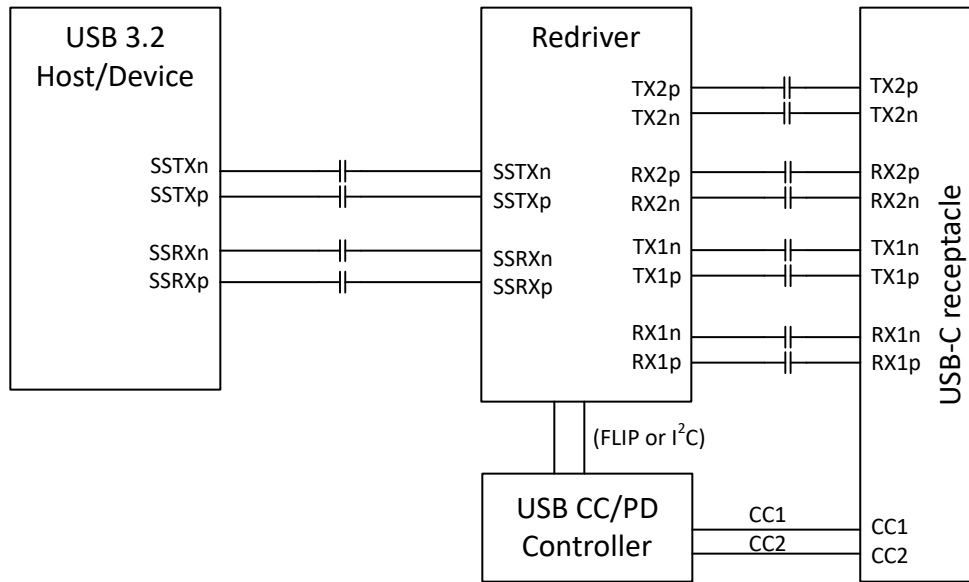 USB 3.2
Host/Device
SSTXn
SSTXp
SSRXn
SSRXp
Redriver
SSTXn
SSTXp
SSRXn
SSRXp
TX2p
TX2n
RX2p
RX2n
TX1n
TX1p
RX1n
RX1p
TX2p
TX2n
RX2p
RX2n
TX1n
TX1p
RX1n
RX1p
USB-C receptacle
(FLIP or I²C)
USB CC/PD
Controller
CC1
CC2
CC1
CC2